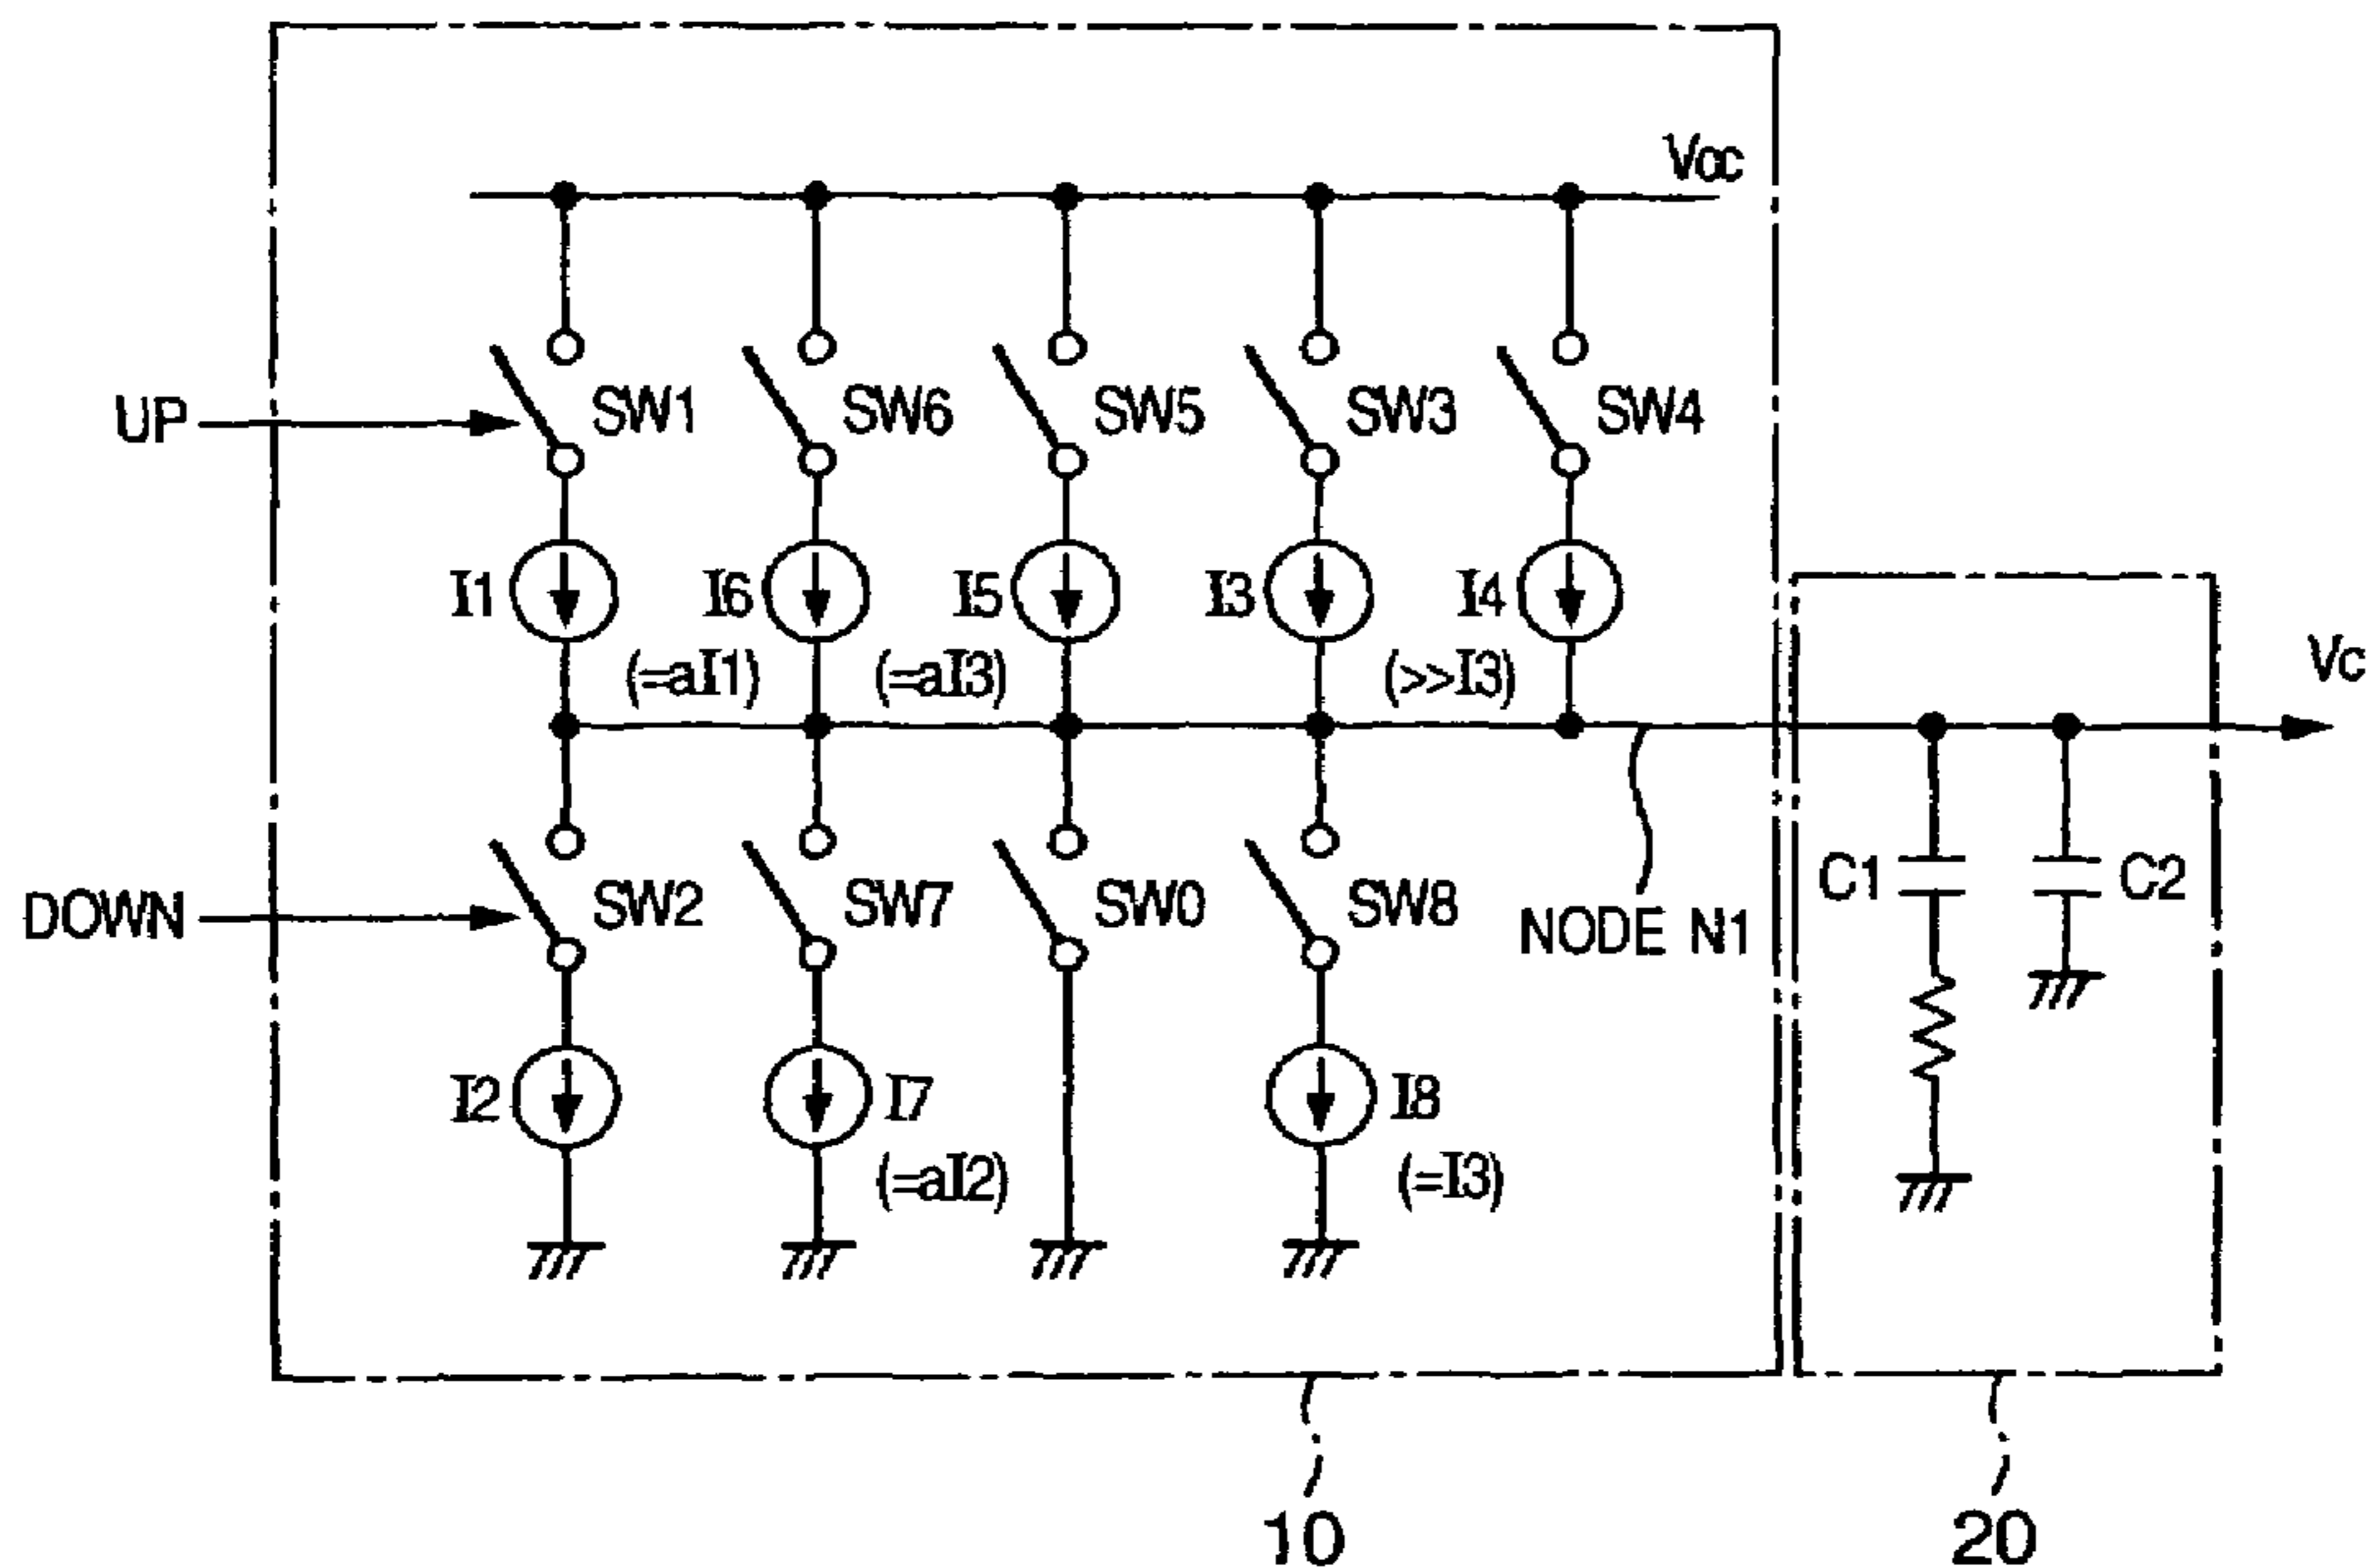 Vcc
UP
SW1 SW6 SW5 SW3 SW4
I1 I6 I5 I3 I4
(=aI1) (=aI3) (>>I3)
Vc
DOWN
SW2 SW7 SW0 SW8
NODE N1
C1 C2
I2 I7 I8
(=aI2) (=I3)
10 20